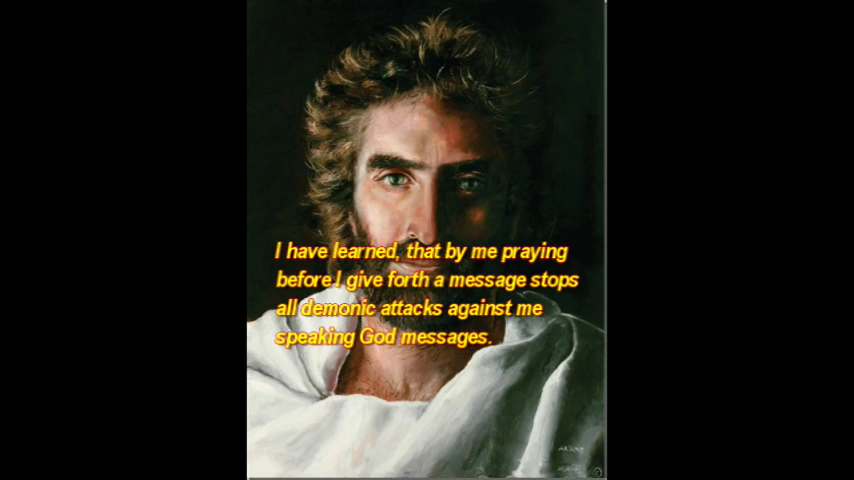 I have learned, that by me praying
before I give forth a message stops
all demonic attacks against me
speaking God messages.